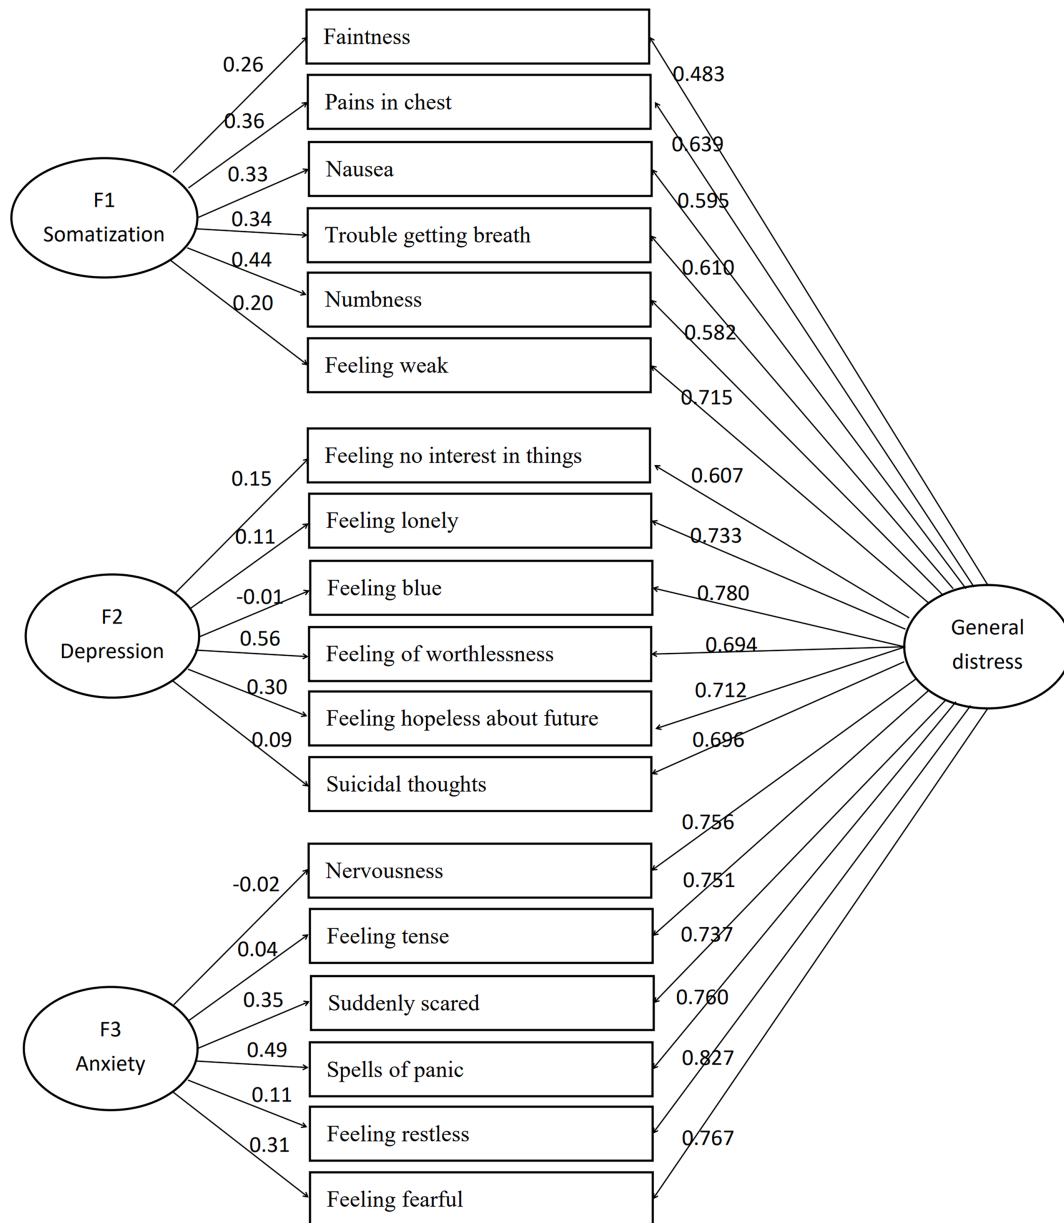 Faintness
0.26
0.483
Pains in chest
0.36
0.639
Nausea
0.33
0.595
F1
Somatization
Trouble getting breath
0.34
0.610
0.44
Numbness
0.20
0.582
Feeling weak
0.715
Feeling no interest in things
0.15
0.607
Feeling lonely
0.11
0.733
Feeling blue
-0.01
0.780
F2
Depression
0.56
Feeling of worthlessness
0.694
General
distress
0.30
Feeling hopeless about future
0.712
0.09
Suicidal thoughts
0.696
0.756
Nervousness
-0.02
0.751
Feeling tense
0.04
0.737
Suddenly scared
0.35
0.760
F3
Anxiety
0.49
Spells of panic
0.827
0.11
Feeling restless
0.31
0.767
Feeling fearful